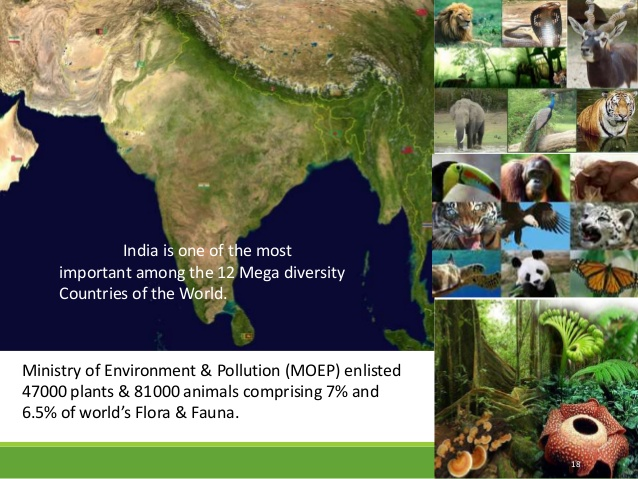 India is one of the most
important among the 12 Mega diversity
Countries of the World.
Ministry of Environment & Pollution (MOEP) enlisted
47000 plants & 81000 animals comprising 7% and
6.5% of world’s Flora & Fauna.
18